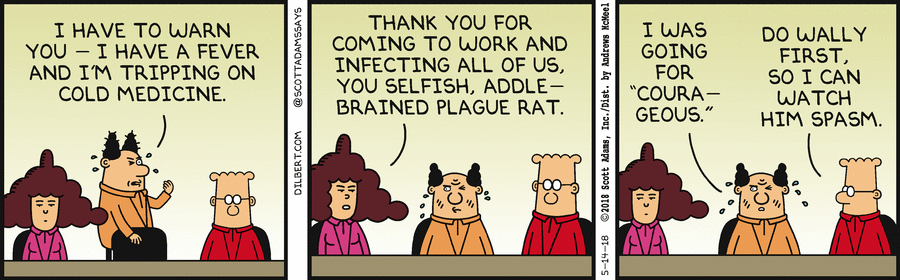 I HAVE TO WARN
YOU — I HAVE A FEVER
AND I'M TRIPPING ON
COLD MEDICINE.
DILBERT.COM @SCOTTADAMSSAYS
THANK YOU FOR
COMING TO WORK AND
INFECTING ALL OF US,
YOU SELFISH, ADDLE—
BRAINED PLAGUE RAT.
5-14-18 ©2018 Scott Adams, Inc./Dist. by Andrews McMeel
I WAS
GOING
FOR
"COURA—
GEOUS."
DO WALLY
FIRST,
SO I CAN
WATCH
HIM SPASM.